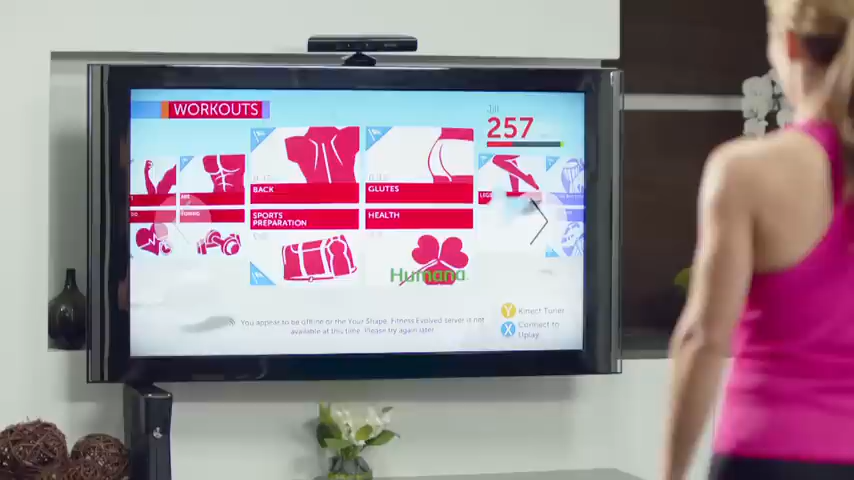 WORKOUTS
Jill
257
BACK
GLUTES
SPORTS
PREPARATION
HEALTH
Humana
You appear to be offline or the Your Shape: Fitness Evolved server is not
available at this time. Please try again later.
Y Kinect Tuner
X Connect to
Uplay